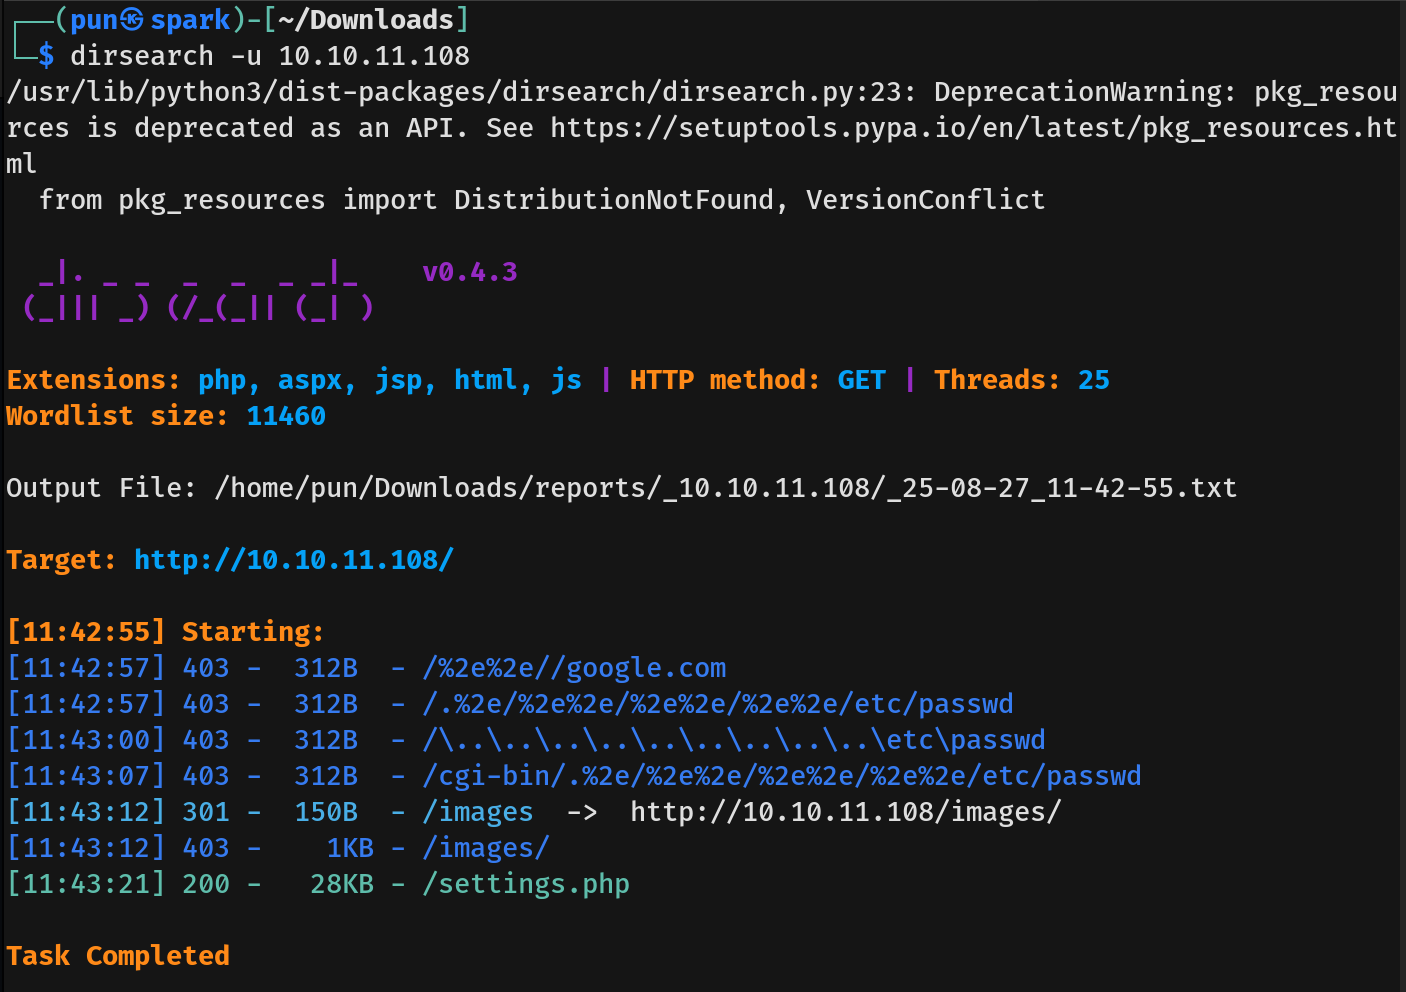 ┌──(pun㉿spark)-[~/Downloads]
└─$ dirsearch -u 10.10.11.108
/usr/lib/python3/dist-packages/dirsearch/dirsearch.py:23: DeprecationWarning: pkg_resou
rces is deprecated as an API. See https://setuptools.pypa.io/en/latest/pkg_resources.ht
ml
  from pkg_resources import DistributionNotFound, VersionConflict

  _|. _ _  _  _  _ _|_    v0.4.3
 (_||| _) (/_(_|| (_| )

Extensions: php, aspx, jsp, html, js | HTTP method: GET | Threads: 25
Wordlist size: 11460

Output File: /home/pun/Downloads/reports/_10.10.11.108/_25-08-27_11-42-55.txt

Target: http://10.10.11.108/

[11:42:55] Starting:
[11:42:57] 403 -  312B  - /%2e%2e//google.com
[11:42:57] 403 -  312B  - /.%2e/%2e%2e/%2e%2e/%2e%2e/etc/passwd
[11:43:00] 403 -  312B  - /\..\..\..\..\..\..\..\..\..\etc\passwd
[11:43:07] 403 -  312B  - /cgi-bin/.%2e/%2e%2e/%2e%2e/%2e%2e/etc/passwd
[11:43:12] 301 -  150B  - /images  ->  http://10.10.11.108/images/
[11:43:12] 403 -    1KB - /images/
[11:43:21] 200 -   28KB - /settings.php

Task Completed